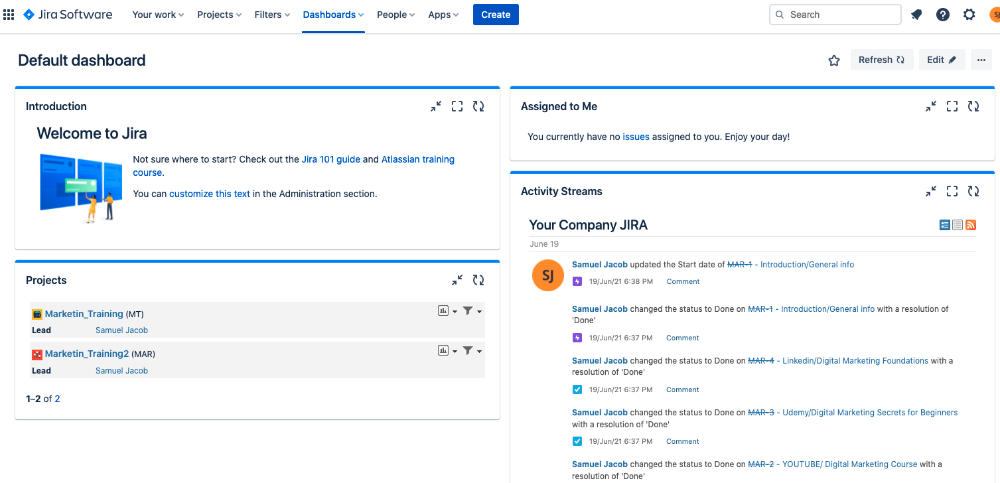 Jira Software Your work Projects Filters Dashboards People Apps Create Search SJ
Default dashboard
Refresh Edit
Introduction
Welcome to Jira
Not sure where to start? Check out the Jira 101 guide and Atlassian training
course.
You can customize this text in the Administration section.
Projects
Marketin_Training (MT)
Lead Samuel Jacob
Marketin_Training2 (MAR)
Lead Samuel Jacob
1–2 of 2
Assigned to Me
You currently have no issues assigned to you. Enjoy your day!
Activity Streams
Your Company JIRA
June 19
SJ
Samuel Jacob updated the Start date of MAR-1 - Introduction/General info
19/Jun/21 6:38 PM Comment
Samuel Jacob changed the status to Done on MAR-1 - Introduction/General info with a resolution of
'Done'
19/Jun/21 6:37 PM Comment
Samuel Jacob changed the status to Done on MAR-4 - Linkedin/Digital Marketing Foundations with a
resolution of 'Done'
19/Jun/21 6:37 PM Comment
Samuel Jacob changed the status to Done on MAR-3 - Udemy/Digital Marketing Secrets for Beginners
with a resolution of 'Done'
19/Jun/21 6:37 PM Comment
Samuel Jacob changed the status to Done on MAR-2 - YOUTUBE/ Digital Marketing Course with a
resolution of 'Done'